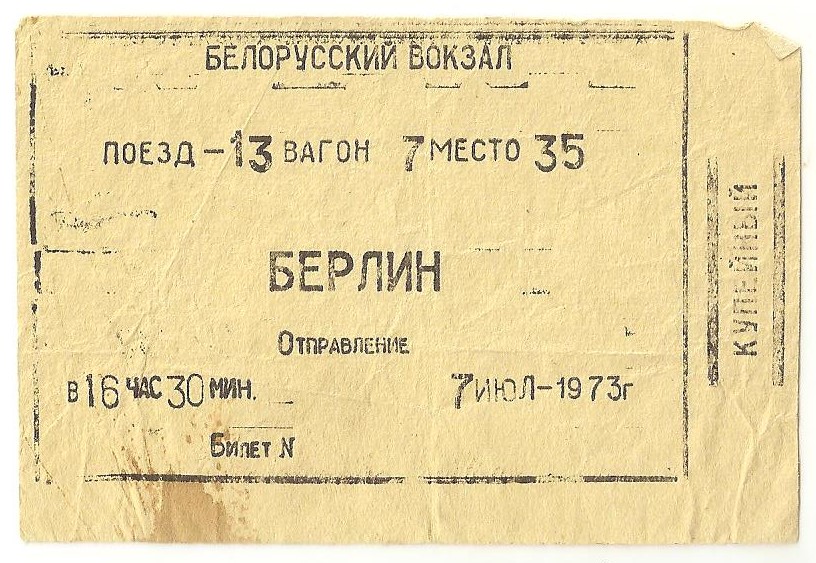 БЕЛОРУССКИЙ ВОКЗАЛ
ПОЕЗД – 13 ВАГОН 7 МЕСТО 35
БЕРЛИН
ОТПРАВЛЕНИЕ
В 16 ЧАС 30 МИН. 7 ИЮЛ – 1973г
БИЛЕТ N
КУПЕЙНЫЙ